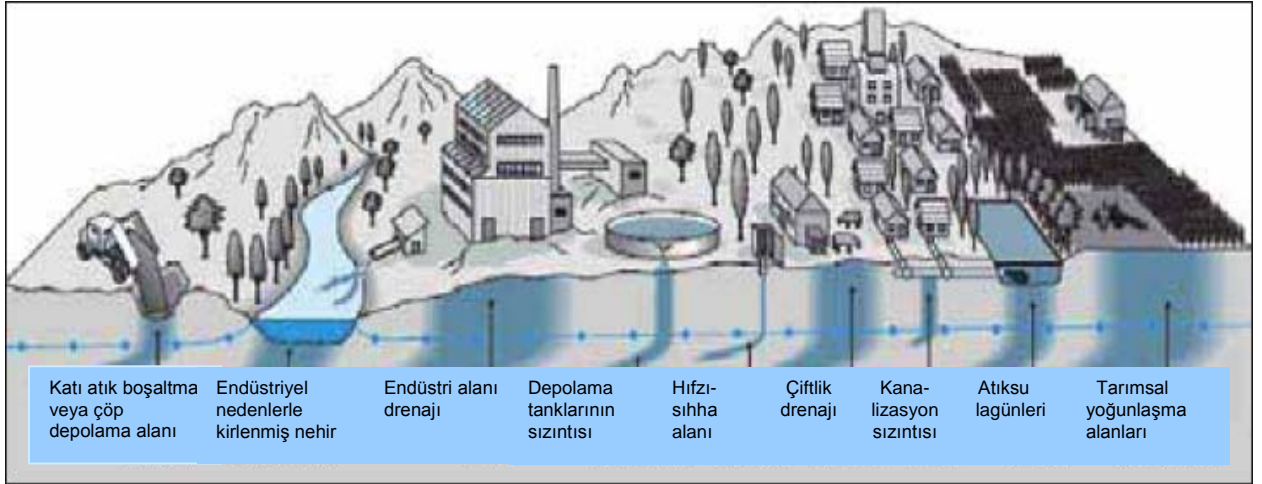 Katı atık boşaltma
veya çöp
depolama alanı
Endüstriyel
nedenlerle
kirlenmiş nehir
Endüstri alanı
drenajı
Depolama
tanklarının
sızıntısı
Hıfzı-
sıhha
alanı
Çiftlik
drenajı
Kana-
lizasyon
sızıntısı
Atıksu
lagünleri
Tarımsal
yoğunlaşma
alanları